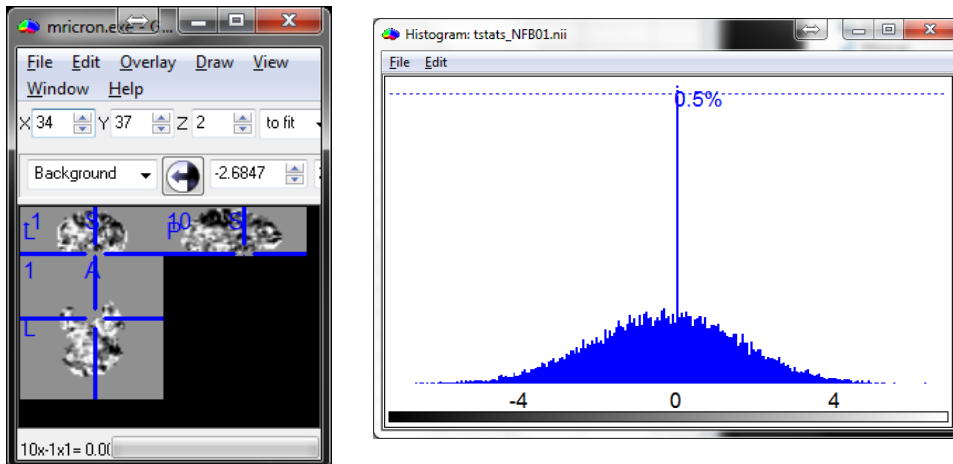 mricron.exe - G...
File Edit Overlay Draw View
Window Help
X 34 Y 37 Z 2 to fit
Background -2.6847
L 1 S 10 S
1 A
L
10x-1x1= 0.00
Histogram: tstats_NFB01.nii
File Edit
0.5%
-4 0 4